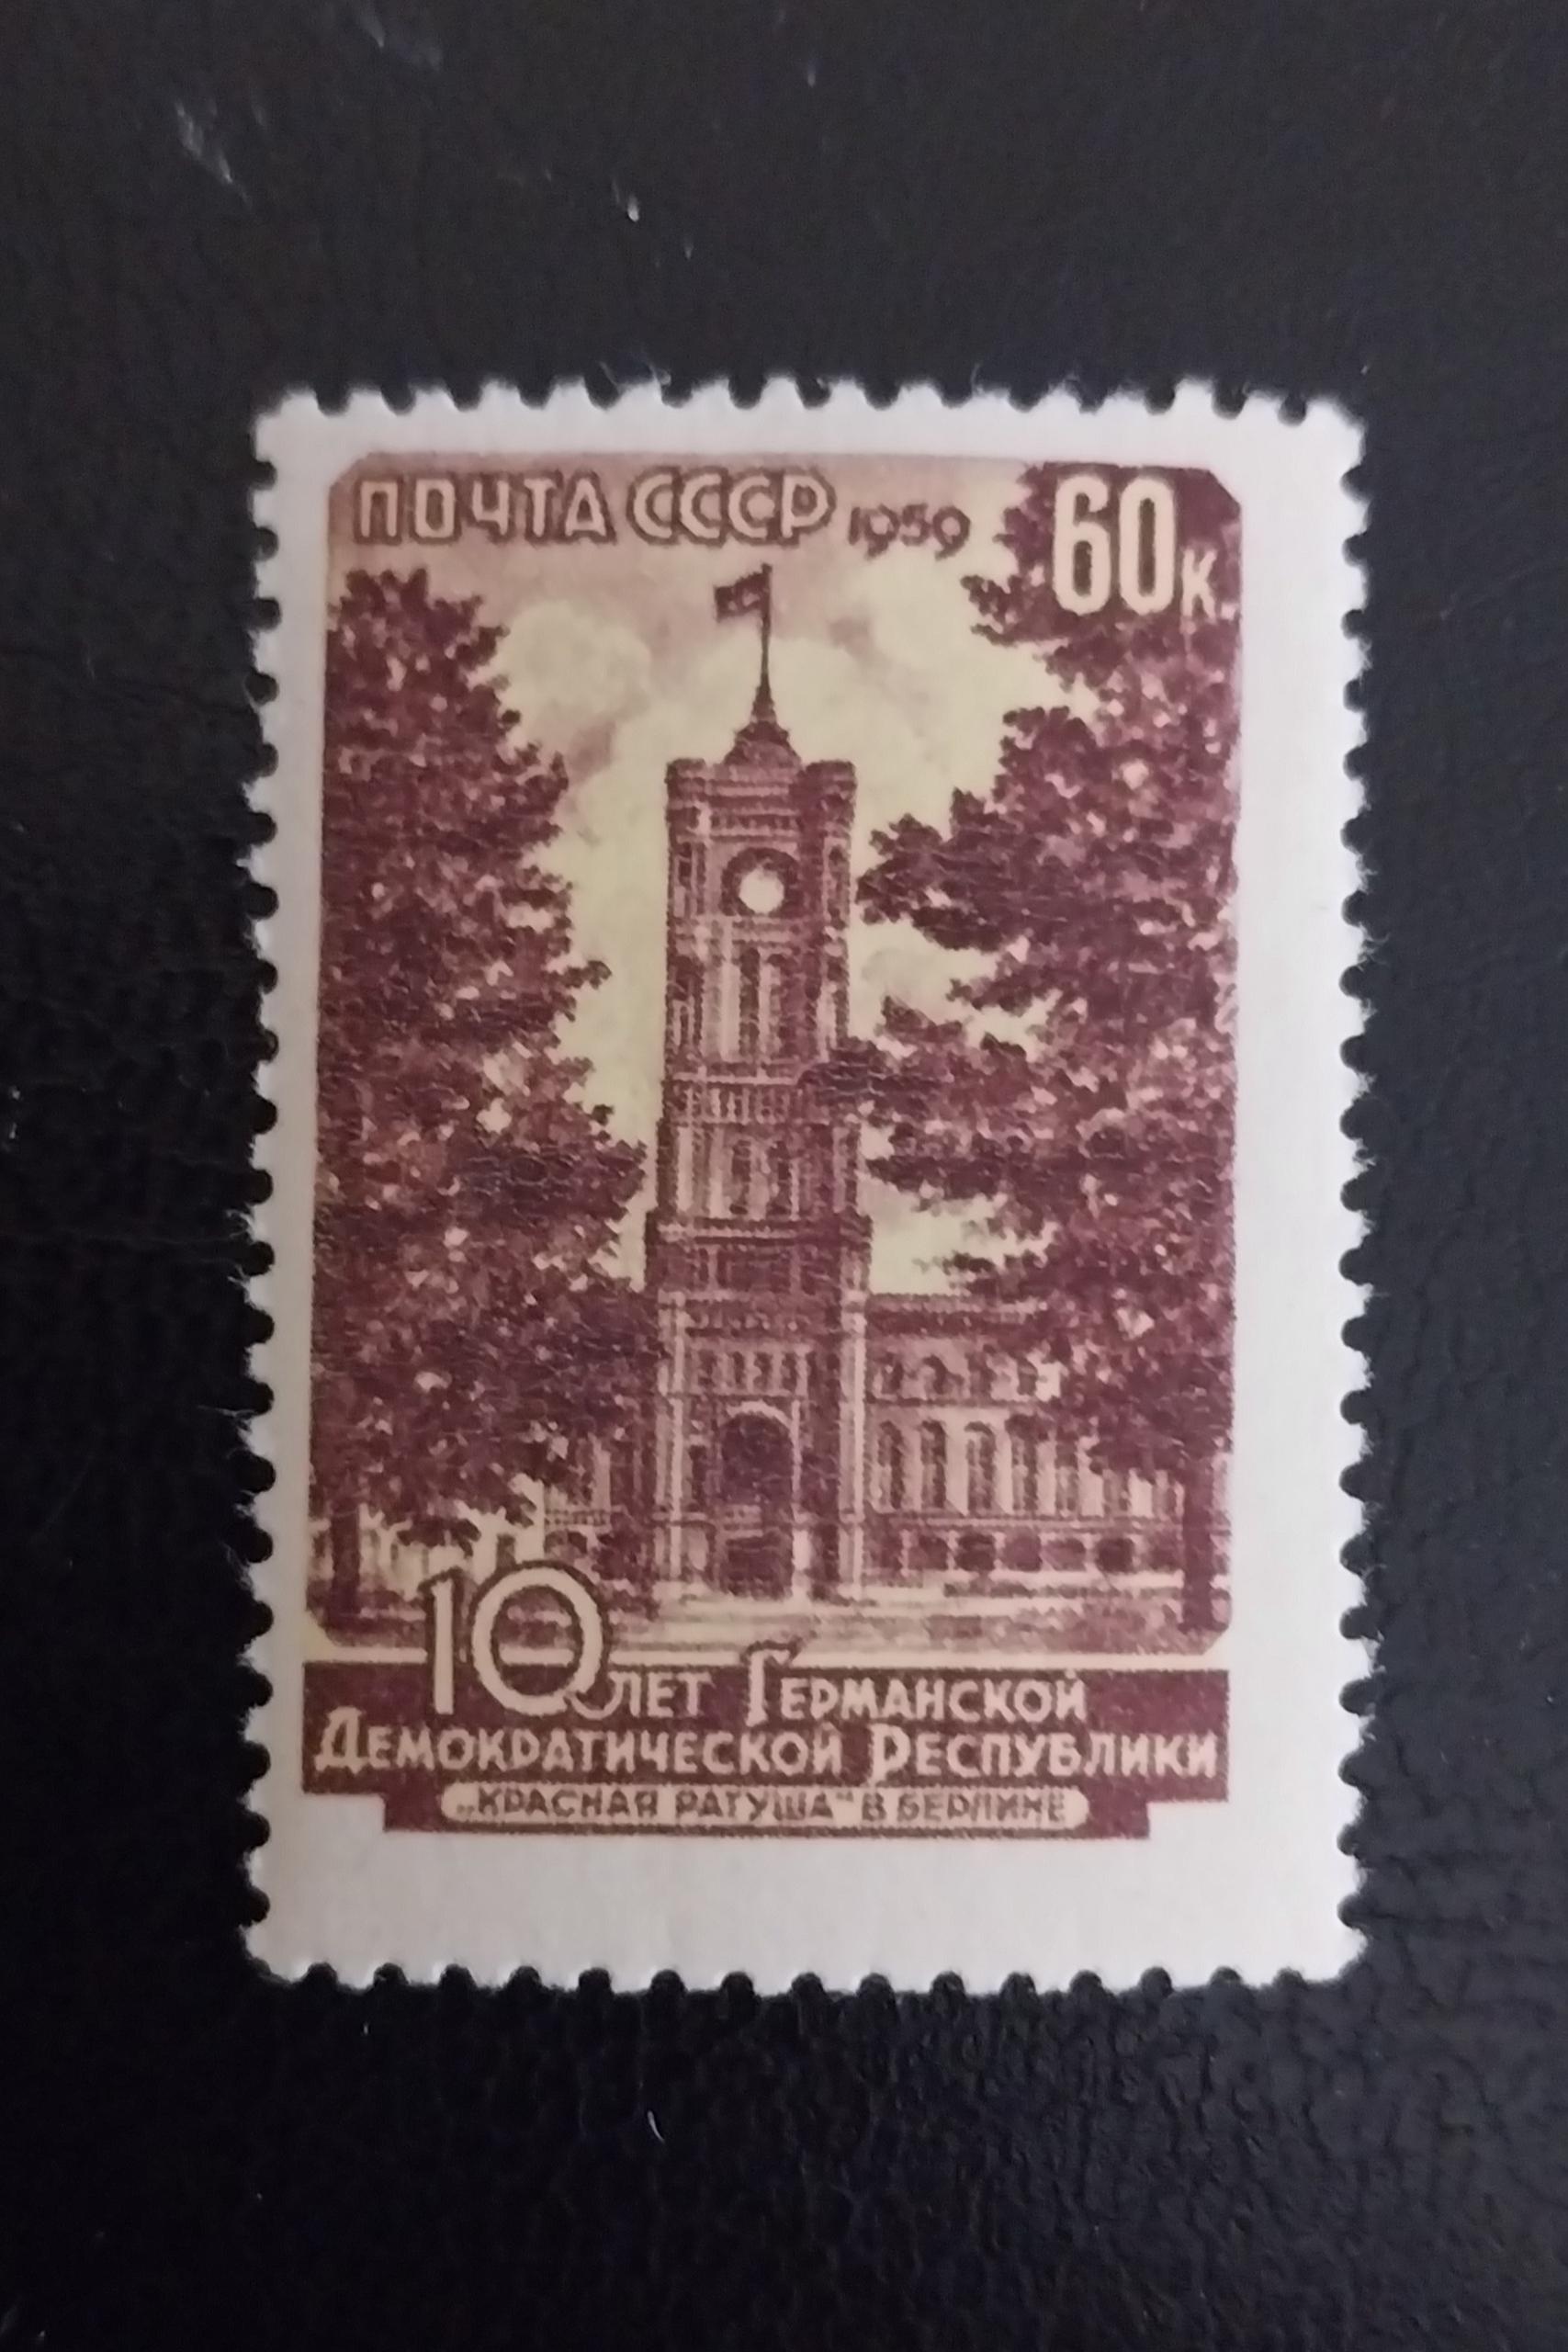 ПОЧТА СССР 1959 60к
10 ЛЕТ ГЕРМАНСКОЙ
ДЕМОКРАТИЧЕСКОЙ РЕСПУБЛИКИ
„КРАСНАЯ РАТУША“ В БЕРЛИНЕ